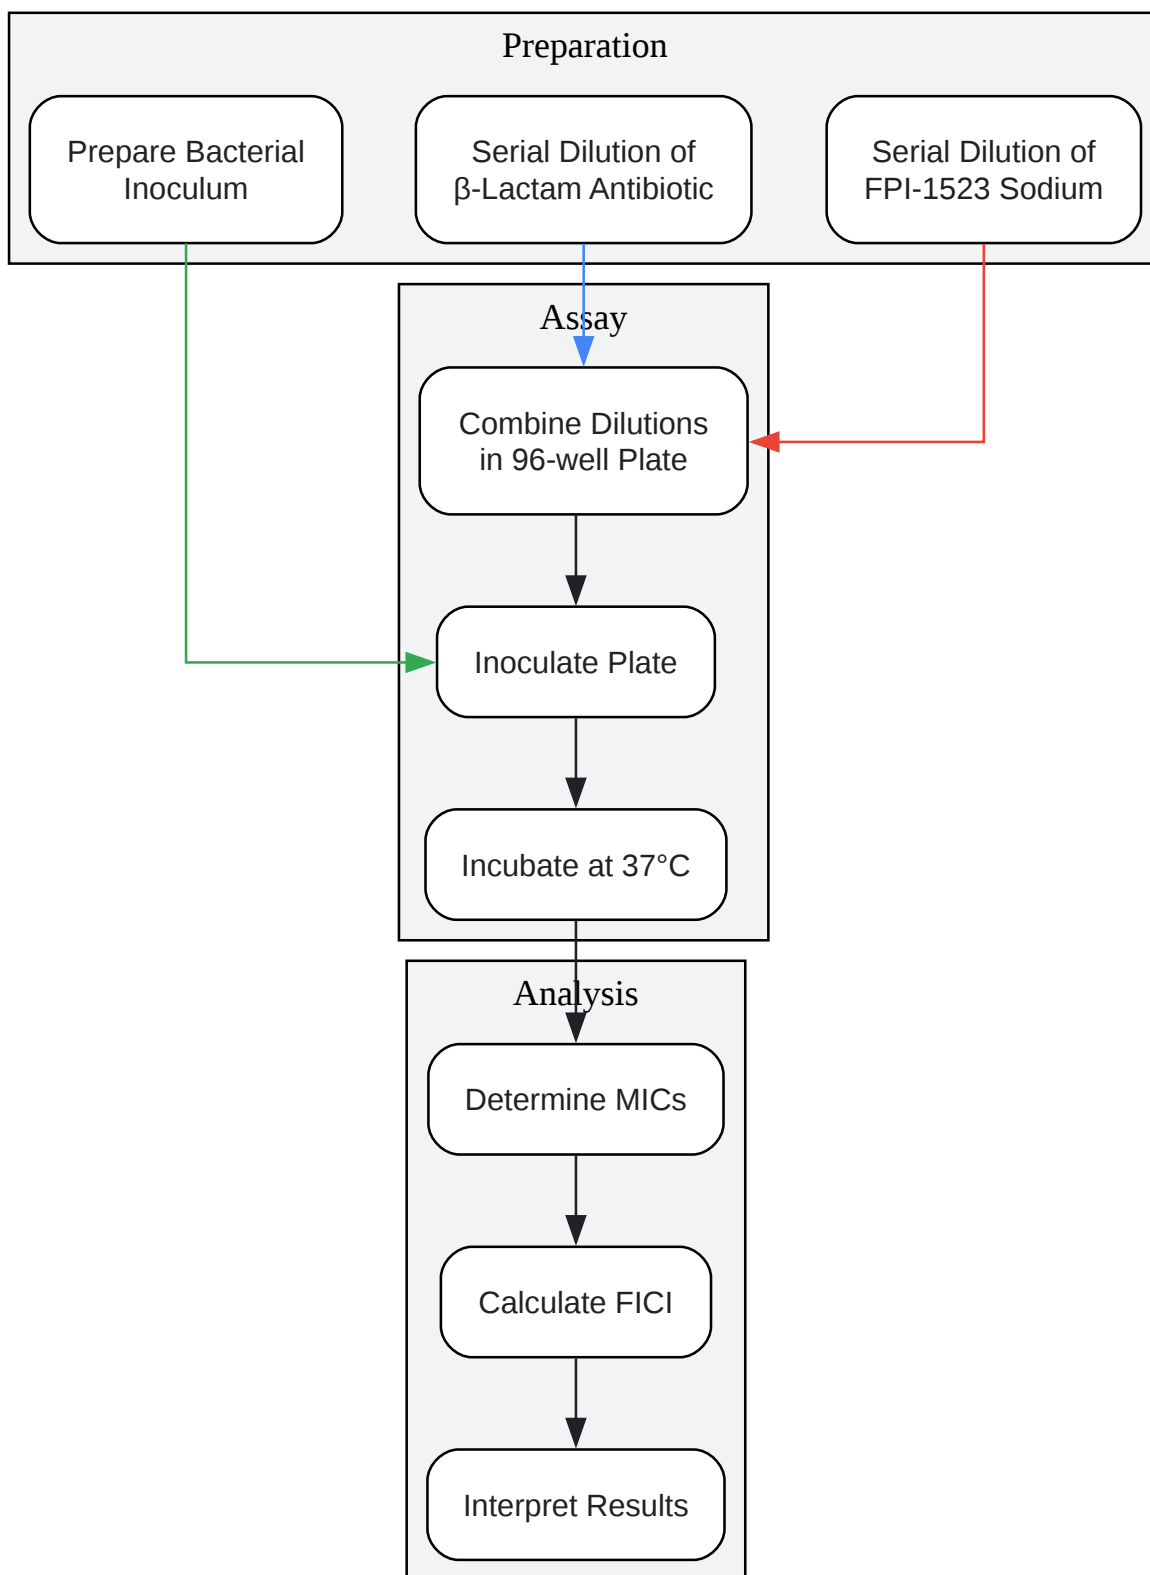 Preparation
Prepare Bacterial
Inoculum
Serial Dilution of
β-Lactam Antibiotic
Serial Dilution of
FPI-1523 Sodium
Assay
Combine Dilutions
in 96-well Plate
Inoculate Plate
Incubate at 37°C
Analysis
Determine MICs
Calculate FICI
Interpret Results